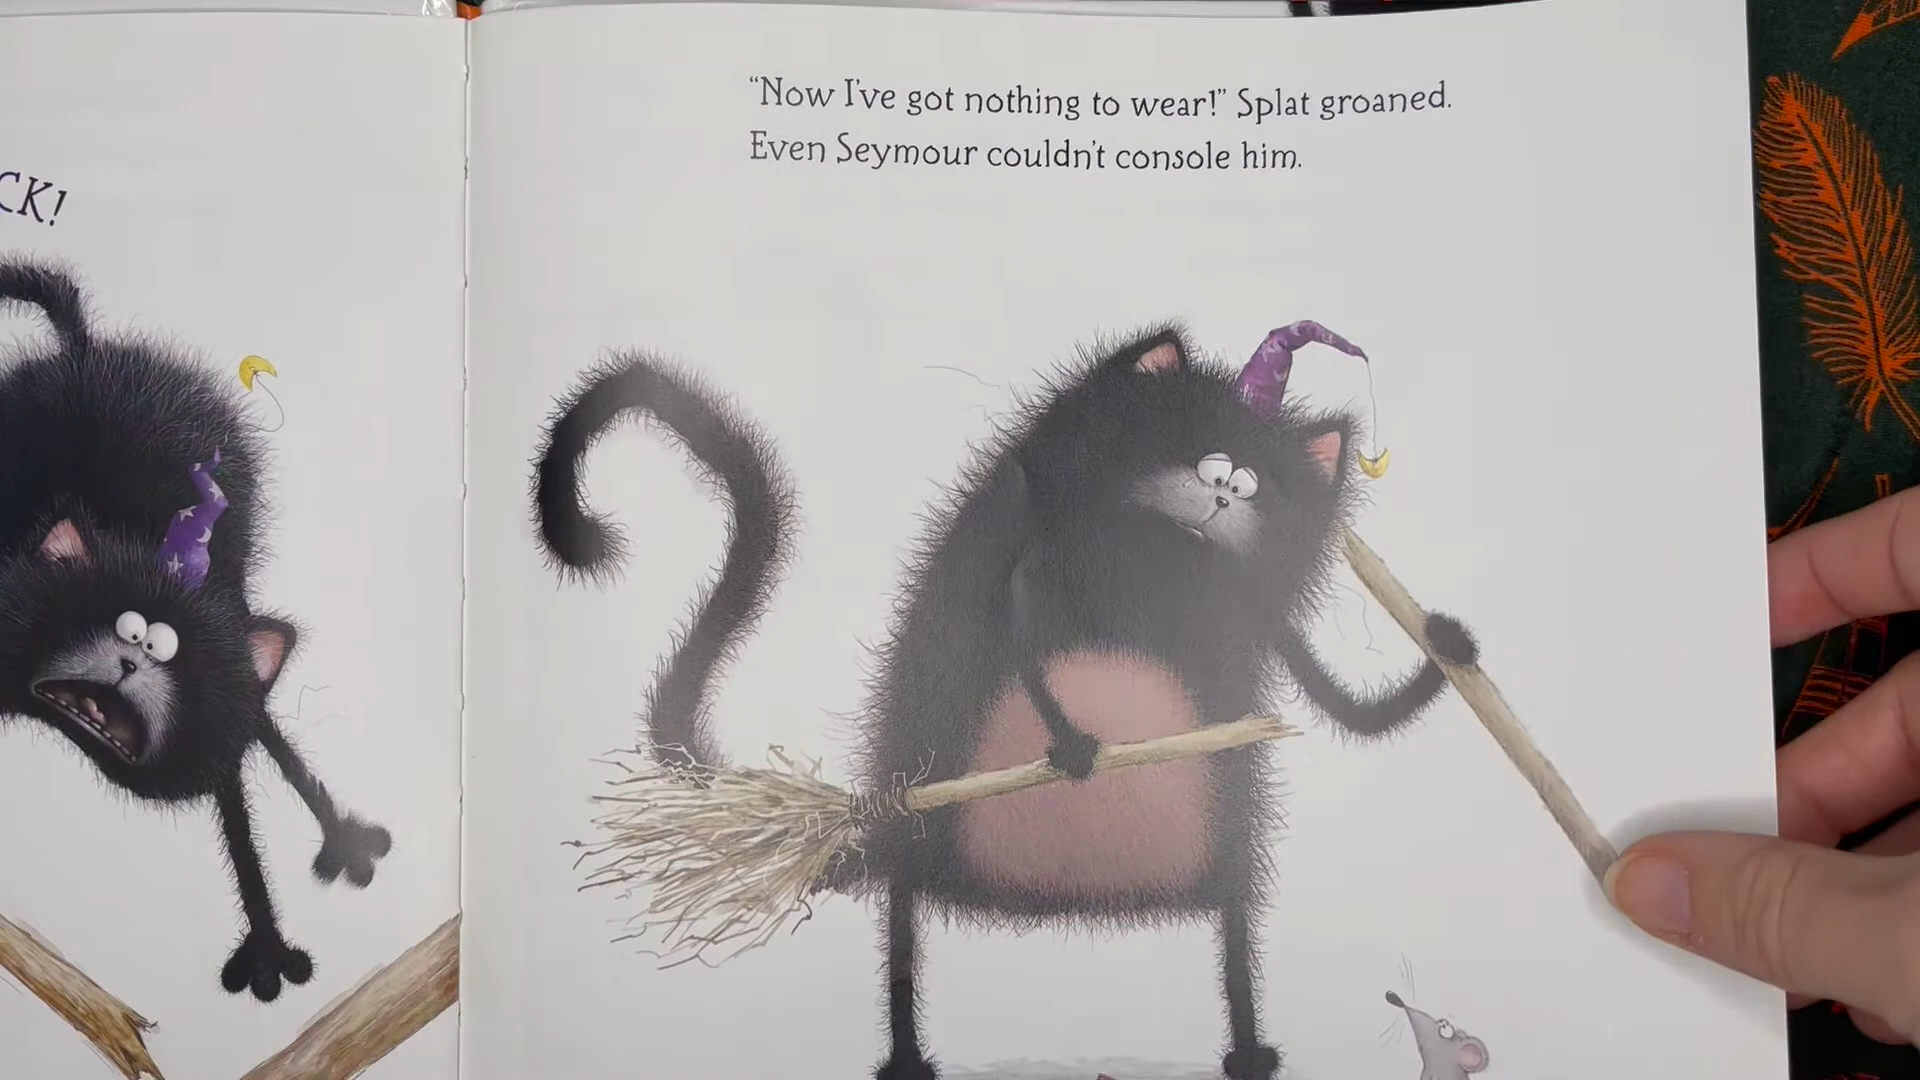 CK!
“Now I’ve got nothing to wear!” Splat groaned.
Even Seymour couldn’t console him.